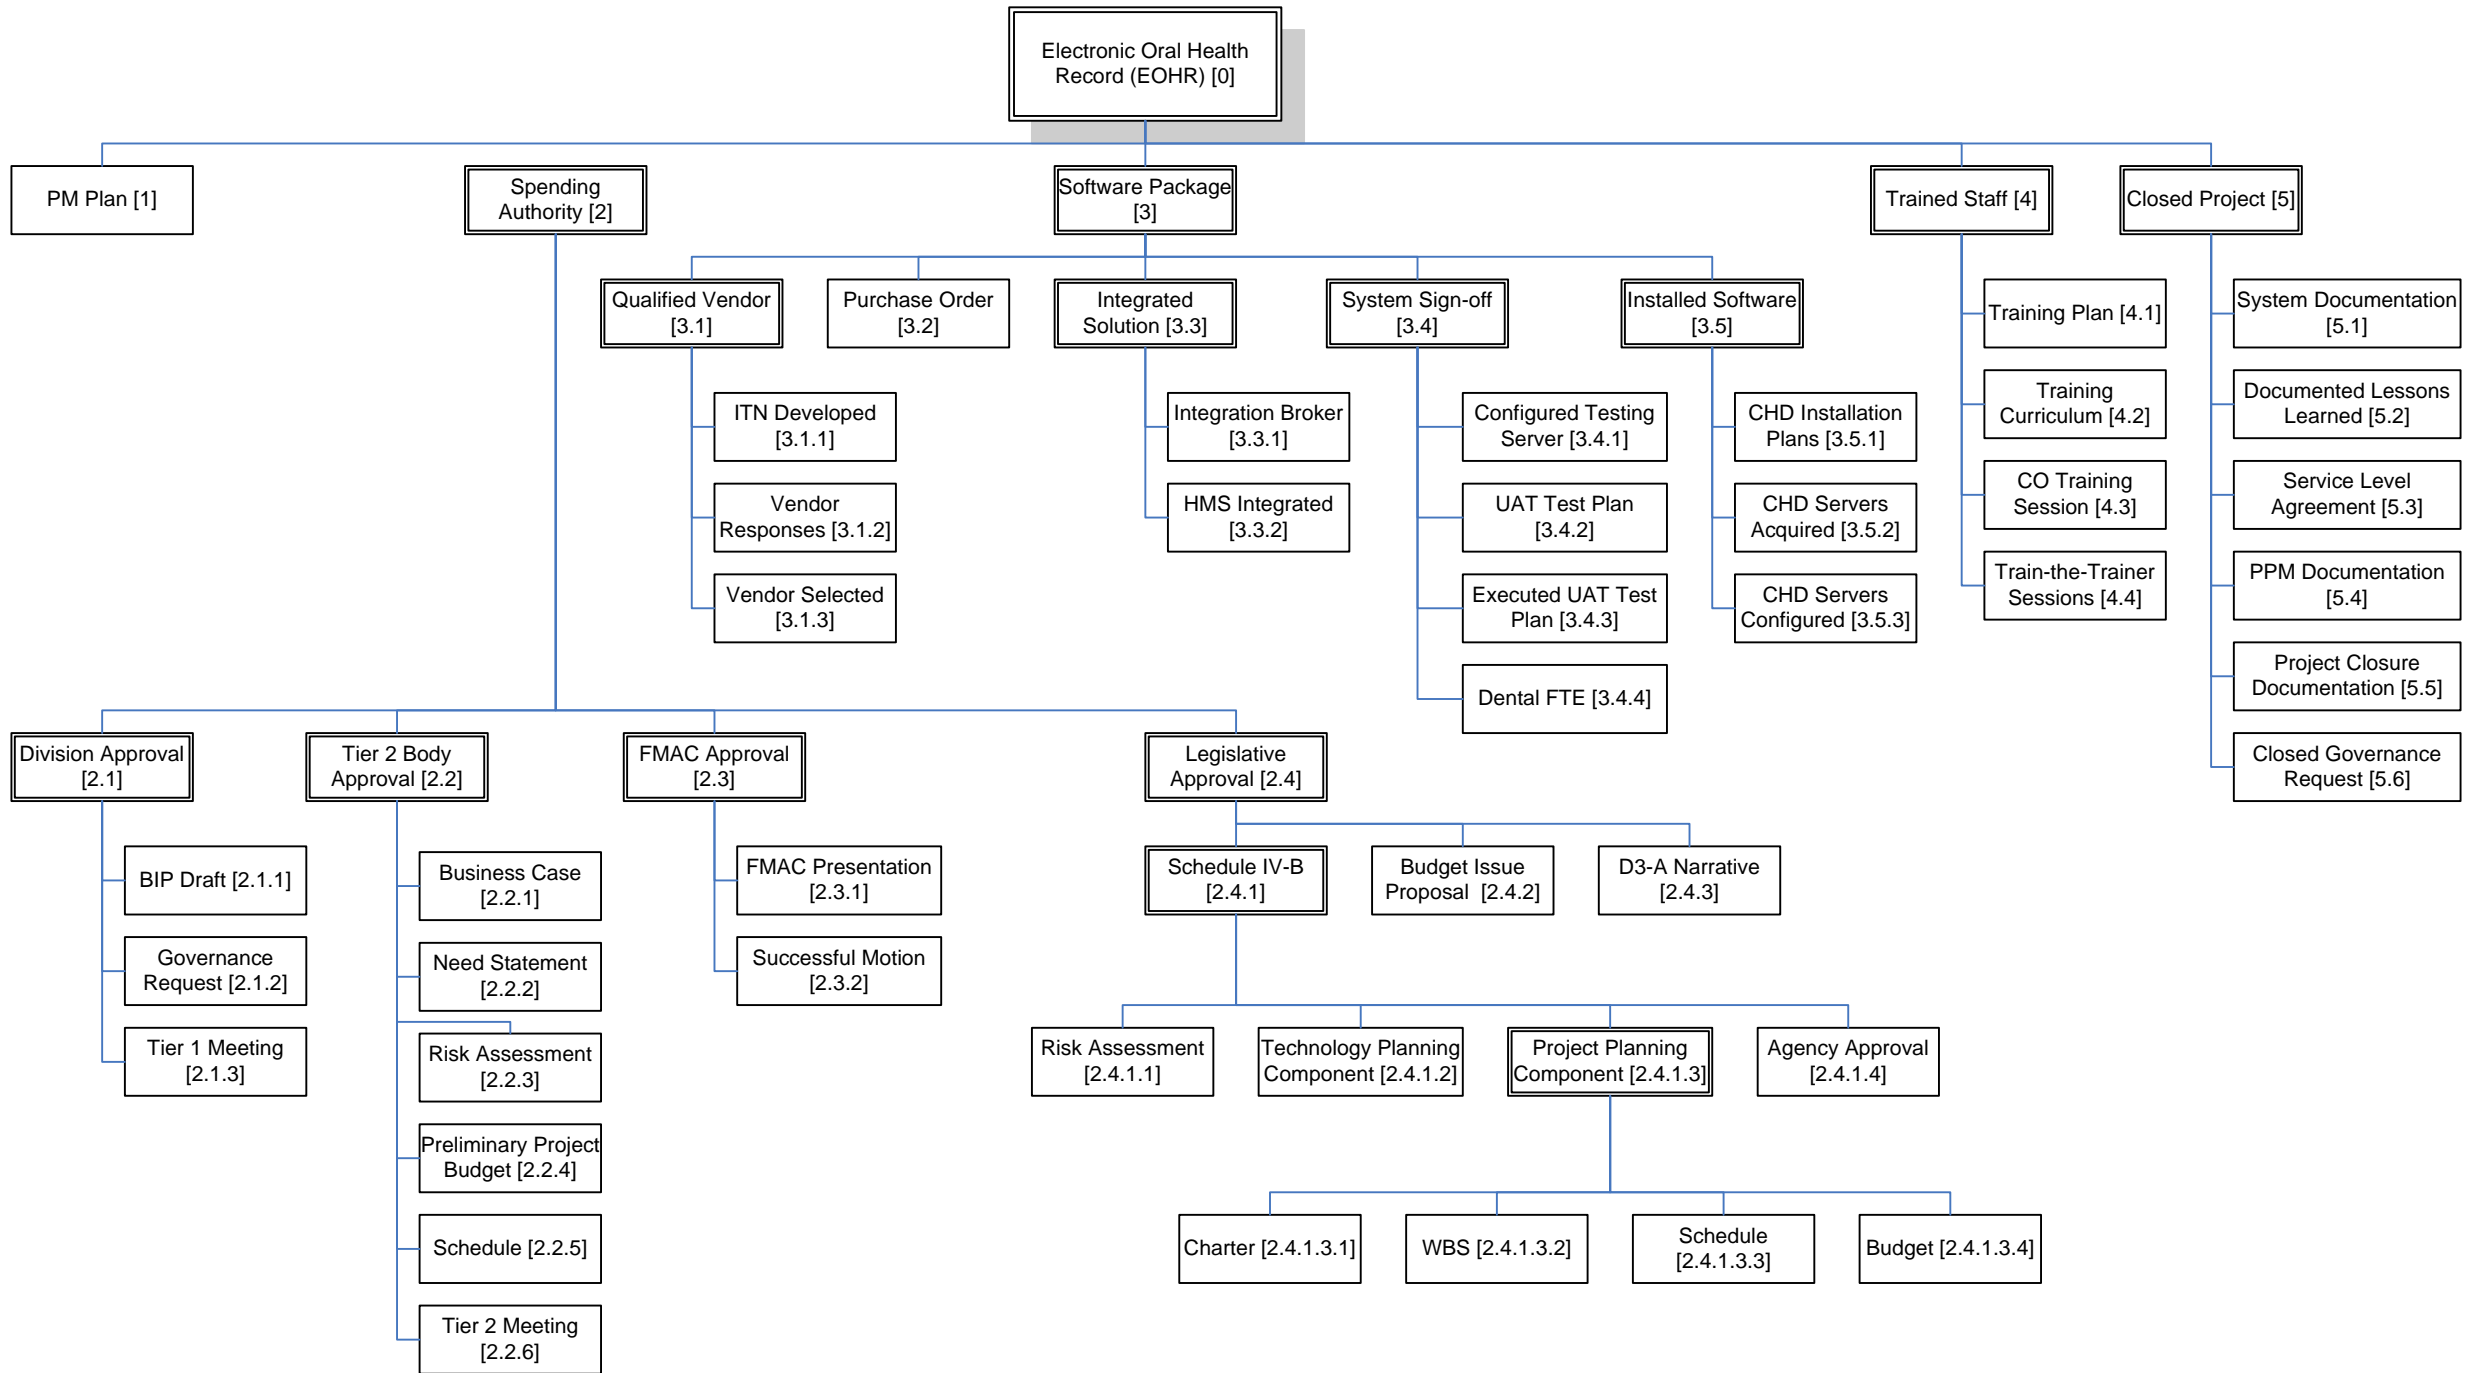 Electronic Oral Health
Record (EOHR) [0]
PM Plan [1]
Spending
Authority [2]
Software Package
[3]
Trained Staff [4]
Closed Project [5]
Qualified Vendor
[3.1]
Purchase Order
[3.2]
Integrated
Solution [3.3]
System Sign-off
[3.4]
Installed Software
[3.5]
ITN Developed
[3.1.1]
Vendor
Responses [3.1.2]
Vendor Selected
[3.1.3]
Integration Broker
[3.3.1]
HMS Integrated
[3.3.2]
Configured Testing
Server [3.4.1]
UAT Test Plan
[3.4.2]
Executed UAT Test
Plan [3.4.3]
Dental FTE [3.4.4]
CHD Installation
Plans [3.5.1]
CHD Servers
Acquired [3.5.2]
CHD Servers
Configured [3.5.3]
Training Plan [4.1]
Training
Curriculum [4.2]
CO Training
Session [4.3]
Train-the-Trainer
Sessions [4.4]
System Documentation
[5.1]
Documented Lessons
Learned [5.2]
Service Level
Agreement [5.3]
PPM Documentation
[5.4]
Project Closure
Documentation [5.5]
Closed Governance
Request [5.6]
Division Approval
[2.1]
Tier 2 Body
Approval [2.2]
FMAC Approval
[2.3]
Legislative
Approval [2.4]
BIP Draft [2.1.1]
Governance
Request [2.1.2]
Tier 1 Meeting
[2.1.3]
Business Case
[2.2.1]
Need Statement
[2.2.2]
Risk Assessment
[2.2.3]
Preliminary Project
Budget [2.2.4]
Schedule [2.2.5]
Tier 2 Meeting
[2.2.6]
FMAC Presentation
[2.3.1]
Successful Motion
[2.3.2]
Schedule IV-B
[2.4.1]
Budget Issue
Proposal  [2.4.2]
D3-A Narrative
[2.4.3]
Risk Assessment
[2.4.1.1]
Technology Planning
Component [2.4.1.2]
Project Planning
Component [2.4.1.3]
Agency Approval
[2.4.1.4]
Charter [2.4.1.3.1]
WBS [2.4.1.3.2]
Schedule
[2.4.1.3.3]
Budget [2.4.1.3.4]